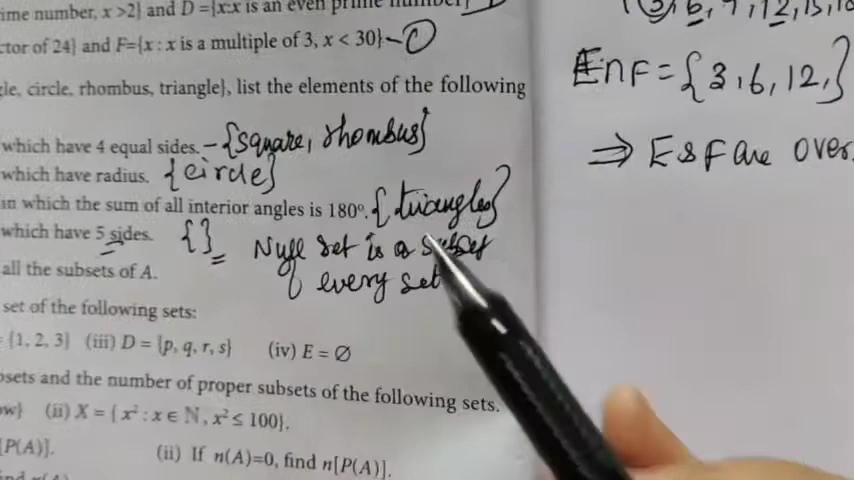 ime number, x >2} and D ={x:x is an even prime number}
ctor of 24} and F={x : x is a multiple of 3, x < 30}
gle, circle, rhombus, triangle}, list the elements of the following
which have 4 equal sides. – {square, rhombus}
which have radius. {circle}
in which the sum of all interior angles is 180°. {triangles}
which have 5 sides. { }
Null set is a subset
of every set
all the subsets of A.
set of the following sets:
= {1, 2, 3} (iii) D = {p, q, r, s} (iv) E = ∅
bsets and the number of proper subsets of the following sets.
ow} (ii) X = { x² : x ∈ ℕ, x² ≤ 100}.
[P(A)]. (ii) If n(A)=0, find n[P(A)].
E∩F = {3, 6, 12,}
⇒ E & F are over